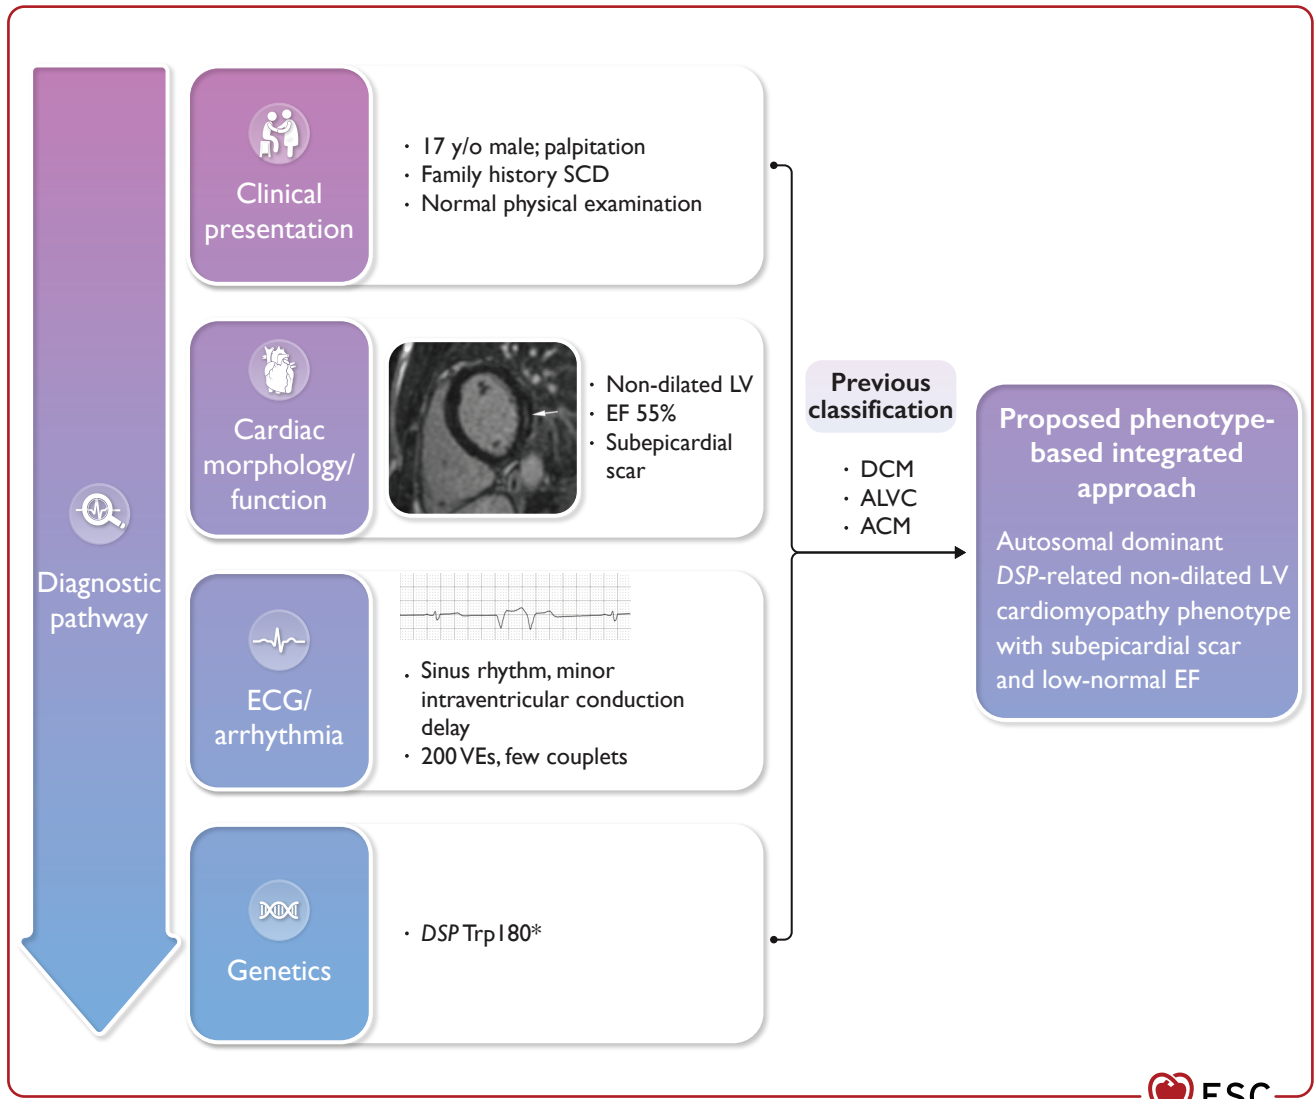 Diagnostic
pathway
Clinical
presentation
· 17 y/o male; palpitation
· Family history SCD
· Normal physical examination
Cardiac
morphology/
function
· Non-dilated LV
· EF 55%
· Subepicardial
scar
ECG/
arrhythmia
· Sinus rhythm, minor
intraventricular conduction
delay
· 200 VEs, few couplets
Genetics
· DSP Trp180*
Previous
classification
· DCM
· ALVC
· ACM
Proposed phenotype-
based integrated
approach
Autosomal dominant
DSP-related non-dilated LV
cardiomyopathy phenotype
with subepicardial scar
and low-normal EF
ESC